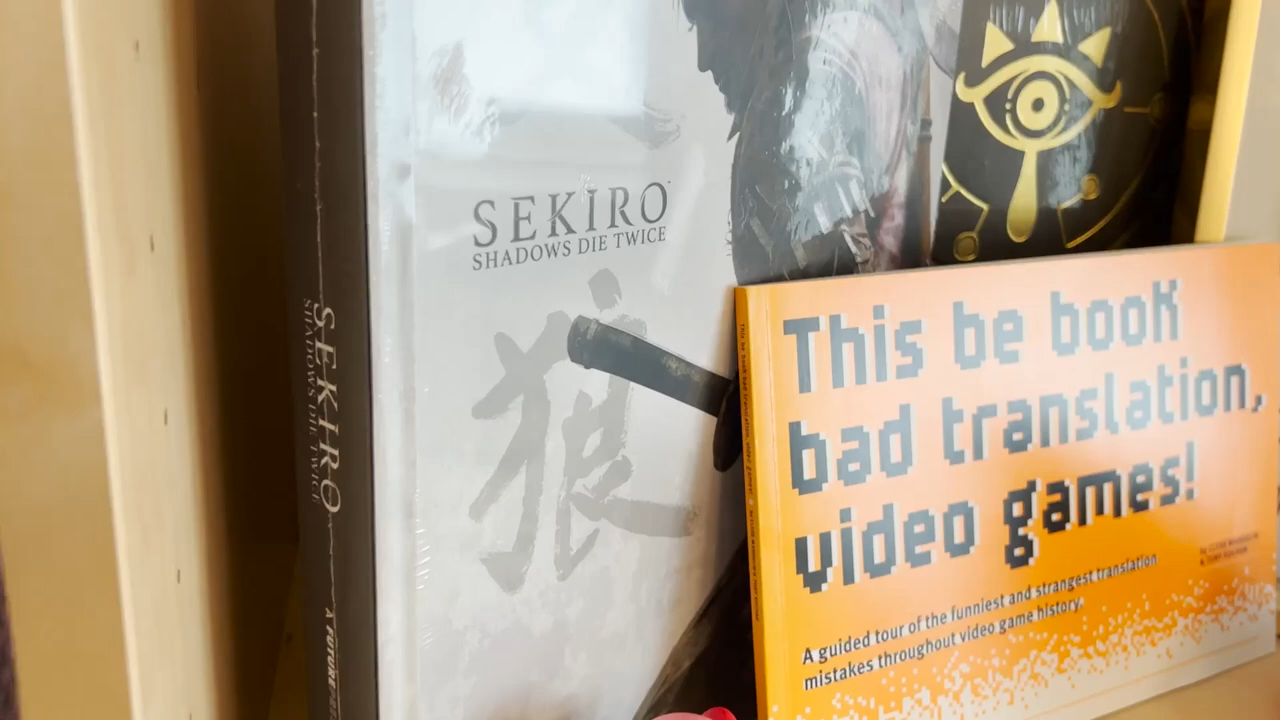 SEKIRO
SHADOWS DIE TWICE
狼
SEKIRO
SHADOWS DIE TWICE
A FUTURE
This be book
bad translation,
video games!
A guided tour of the funniest and strangest translation
mistakes throughout video game history.